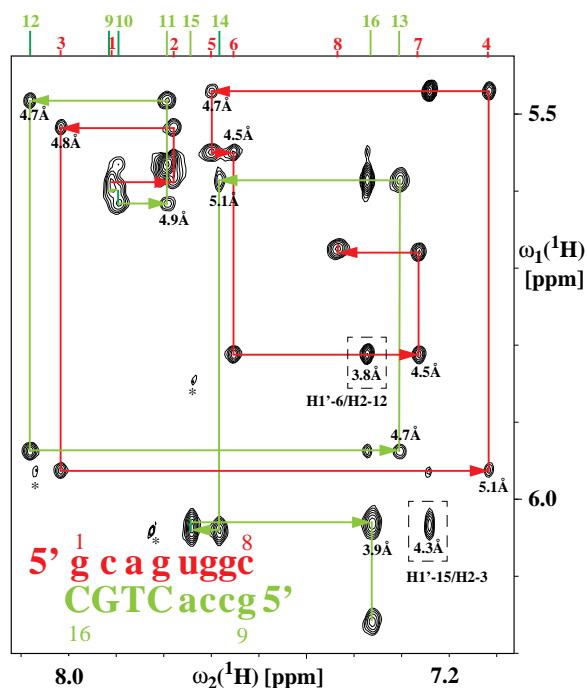 12 9 10 11 15 14 16 13
3 1 2 5 6 8 7 4
4.7Å 4.7Å
4.8Å 4.5Å
5.1Å
4.9Å
5.5
ω1(1H)
[ppm]
3.8Å 4.5Å
H1'-6/H2-12
*
4.7Å
*
5.1Å
6.0
*
3.9Å 4.3Å
H1'-15/H2-3
1 8
5' g c a g u g g c
C G T C a c c g 5'
16 9
8.0 ω2(1H) [ppm] 7.2